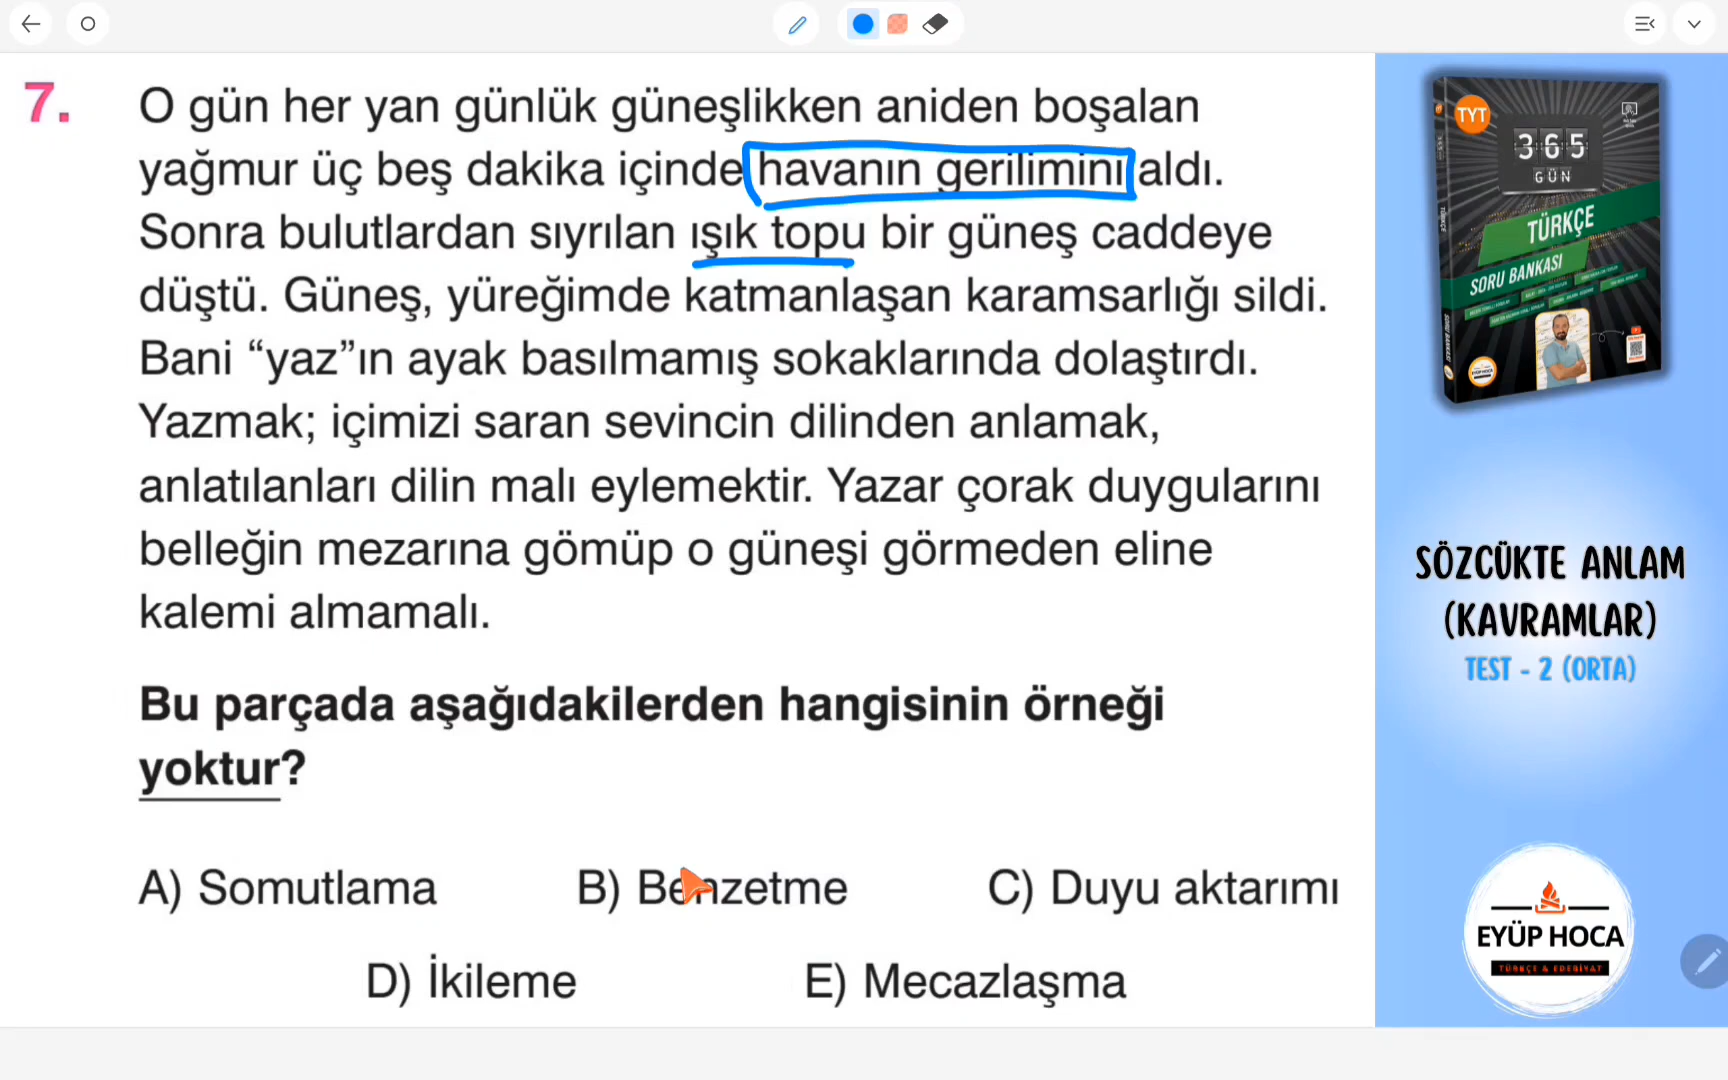 7. O gün her yan günlük güneşlikken aniden boşalan
yağmur üç beş dakika içinde havanın gerilimini aldı.
Sonra bulutlardan sıyrılan ışık topu bir güneş caddeye
düştü. Güneş, yüreğimde katmanlaşan karamsarlığı sildi.
Bani “yaz”ın ayak basılmamış sokaklarında dolaştırdı.
Yazmak; içimizi saran sevincin dilinden anlamak,
anlatılanları dilin malı eylemektir. Yazar çorak duygularını
belleğin mezarına gömüp o güneşi görmeden eline
kalemi almamalı.
Bu parçada aşağıdakilerden hangisinin örneği
yoktur?
A) Somutlama B) Benzetme C) Duyu aktarımı
D) İkileme E) Mecazlaşma
TYT
365
GÜN
TÜRKÇE
SORU BANKASI
SÖZCÜKTE ANLAM
(KAVRAMLAR)
TEST - 2 (ORTA)
EYÜP HOCA
TÜRKÇE & EDEBİYAT